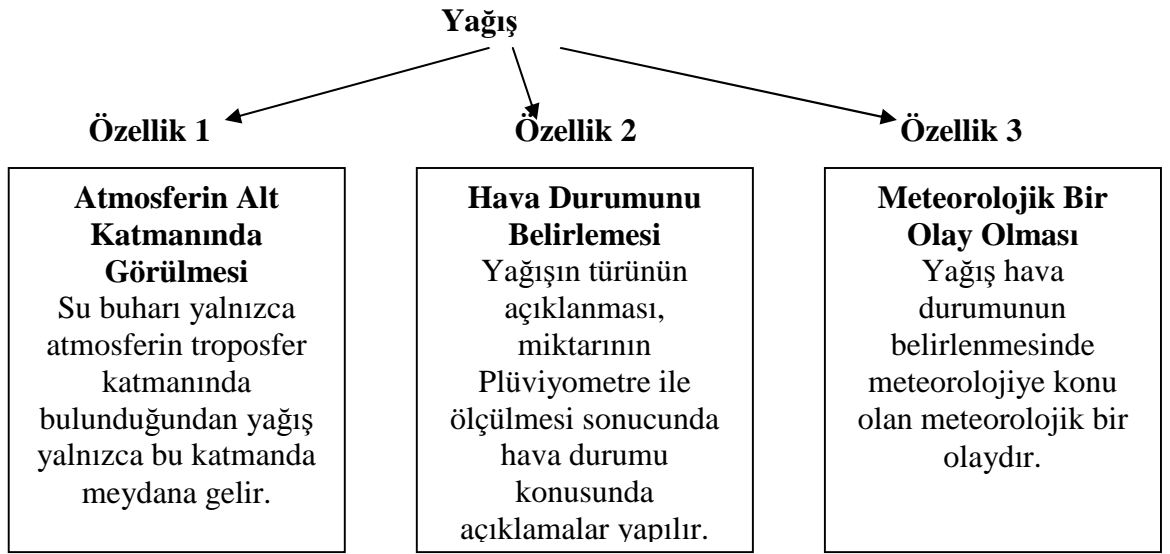 Yağış
Özellik 1
Özellik 2
Özellik 3
Atmosferin Alt
Katmanında
Görülmesi
Su buharı yalnızca
atmosferin troposfer
katmanında
bulunduğundan yağış
yalnızca bu katmanda
meydana gelir.
Hava Durumunu
Belirlemesi
Yağışın türünün
açıklanması,
miktarının
Plüviyometre ile
ölçülmesi sonucunda
hava durumu
konusunda
açıklamalar yapılır.
Meteorolojik Bir
Olay Olması
Yağış hava
durumunun
belirlenmesinde
meteorolojiye konu
olan meteorolojik bir
olaydır.